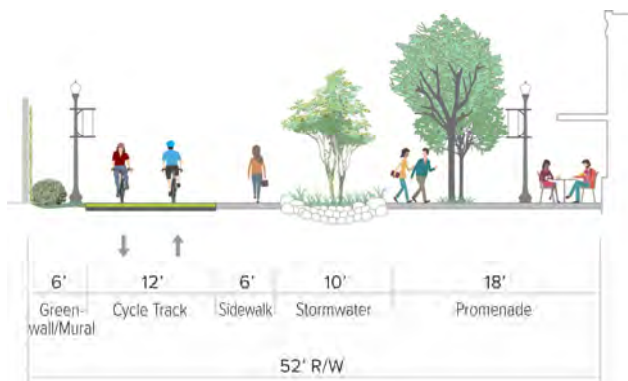 6' 12' 6' 10' 18'
Green-
wall/Mural Cycle Track Sidewalk Stormwater Promenade
52' R/W